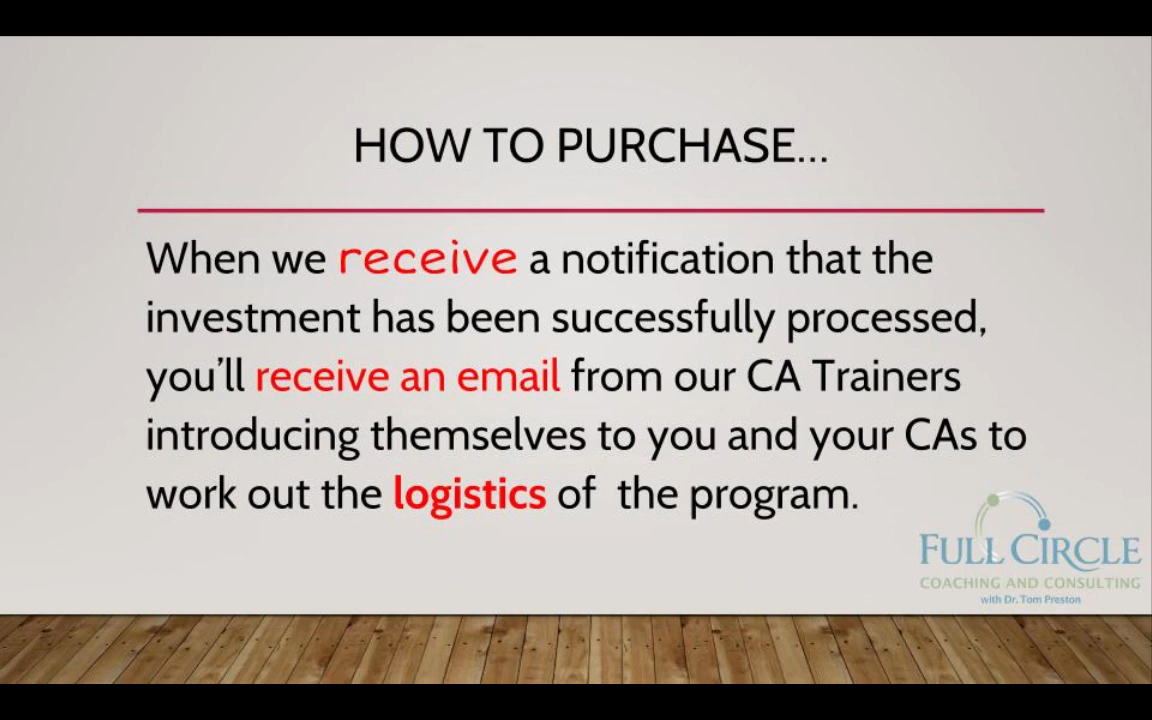 HOW TO PURCHASE...
When we receive a notification that the
investment has been successfully processed,
you’ll receive an email from our CA Trainers
introducing themselves to you and your CAs to
work out the logistics of  the program.
FULL CIRCLE
COACHING AND CONSULTING
with Dr. Tom Preston